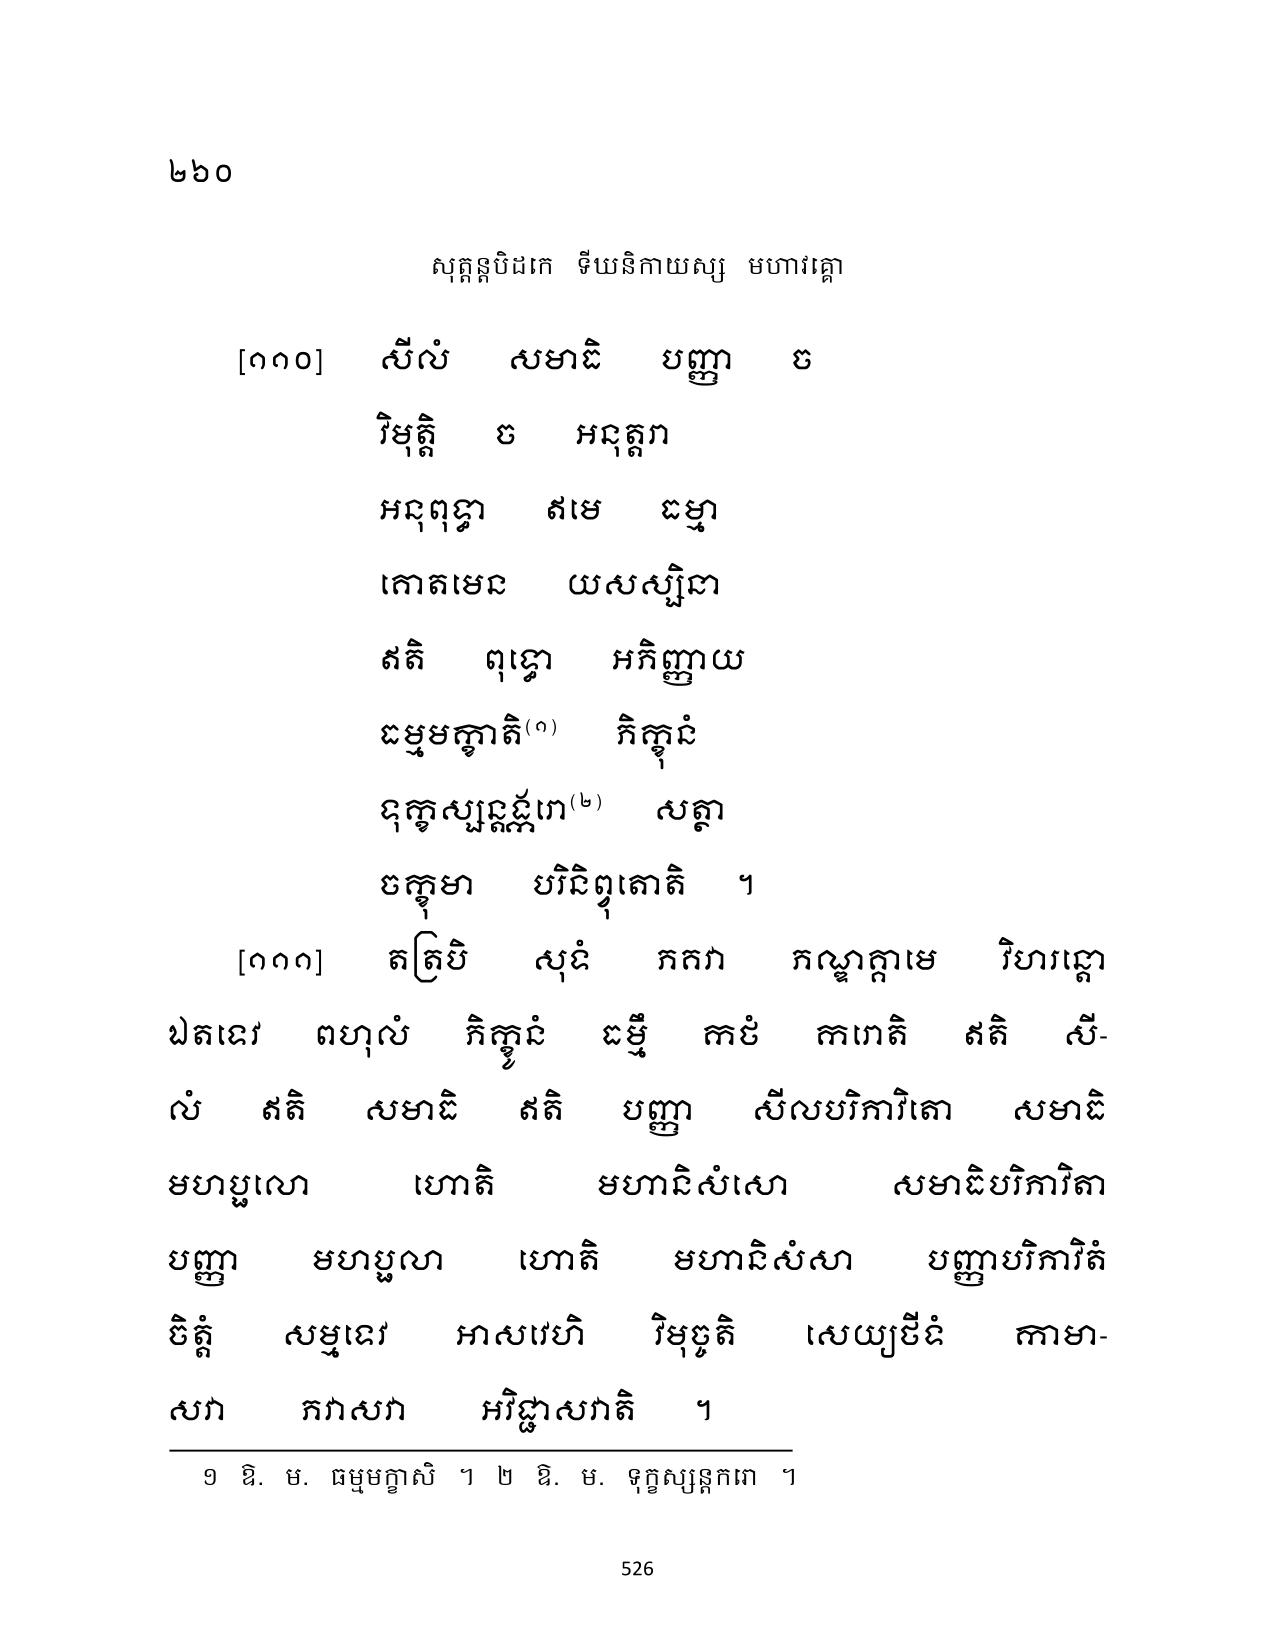 ២៦០
សុត្តន្តបិដកេ ទីឃនិកាយស្ស មហាវគ្គោ
[១១០] សីលំ សមាធិ បញ្ញា ច
វិមុត្តិ ច អនុត្តរា
អនុពុទ្ធា ឥមេ ធម្មា
គោតមេន យសស្សិនា
ឥតិ ពុទ្ធោ អភិញ្ញាយ
ធម្មមក្ខាតិ(១) ភិក្ខុនំ
ទុក្ខស្សន្តង្ករោ(២) សត្ថា
ចក្ខុមា បរិនិព្វុតោតិ ។
[១១១] តត្របិ សុទំ ភគវា ភណ្ឌគ្គាមេ វិហរន្តោ
ឯតទេវ ពហុលំ ភិក្ខូនំ ធម្មឹ កថំ ករោតិ ឥតិ សី-
លំ ឥតិ សមាធិ ឥតិ បញ្ញា សីលបរិភាវិតោ សមាធិ
មហប្ផលោ ហោតិ មហានិសំសោ សមាធិបរិភាវិតា
បញ្ញា មហប្ផលា ហោតិ មហានិសំសា បញ្ញាបរិភាវិតំ
ចិត្តំ សម្មទេវ អាសវេហិ វិមុច្ចតិ សេយ្យថីទំ កាមា-
សវា ភវាសវា អវិជ្ជាសវាតិ ។
១ ឱ. ម. ធម្មមក្ខាសិ ។ ២ ឱ. ម. ទុក្ខស្សន្តករោ ។
526